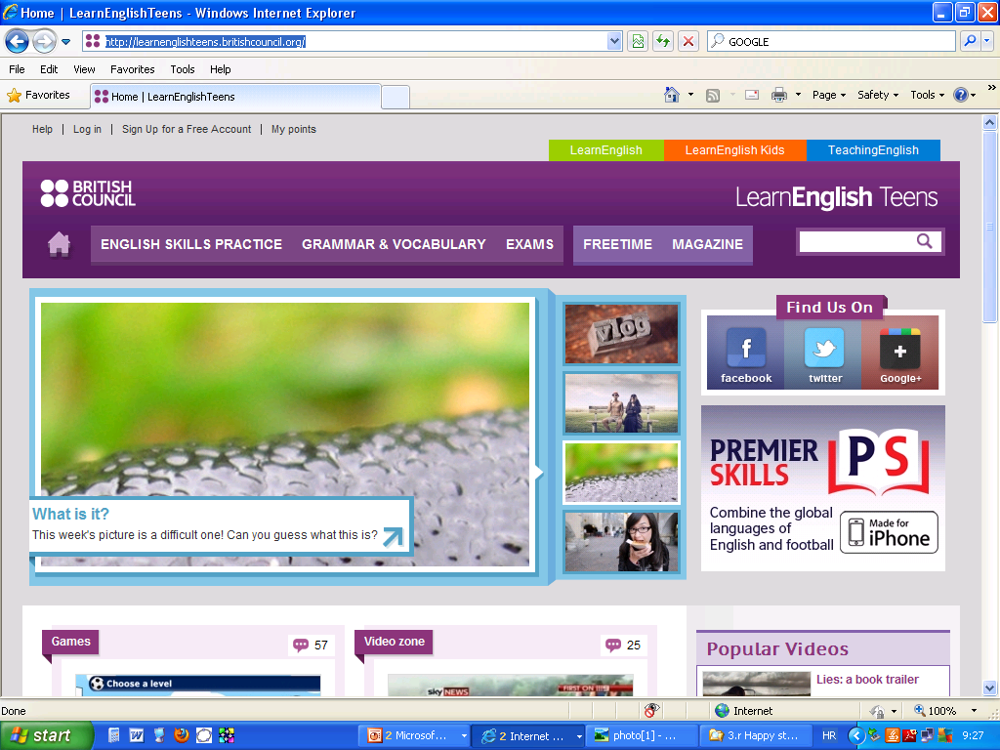 Home | LearnEnglishTeens - Windows Internet Explorer
http://learnenglishteens.britishcouncil.org/
GOOGLE
File Edit View Favorites Tools Help
Favorites
Home | LearnEnglishTeens
Page Safety Tools
Help | Log in | Sign Up for a Free Account | My points
LearnEnglish LearnEnglish Kids TeachingEnglish
BRITISH
COUNCIL
LearnEnglish Teens
ENGLISH SKILLS PRACTICE GRAMMAR & VOCABULARY EXAMS FREETIME MAGAZINE
vlog
What is it?
This week's picture is a difficult one! Can you guess what this is?
Find Us On
facebook twitter Google+
PREMIER
SKILLS
PS
Combine the global
languages of
English and football
Made for
iPhone
Games 57
Choose a level
Video zone 25
sky NEWS
FIRST ON
Popular Videos
Lies: a book trailer
Done
Internet
100%
start
2 Microsof...
2 Internet ...
photo[1] - ...
3.r Happy st...
HR
9:27